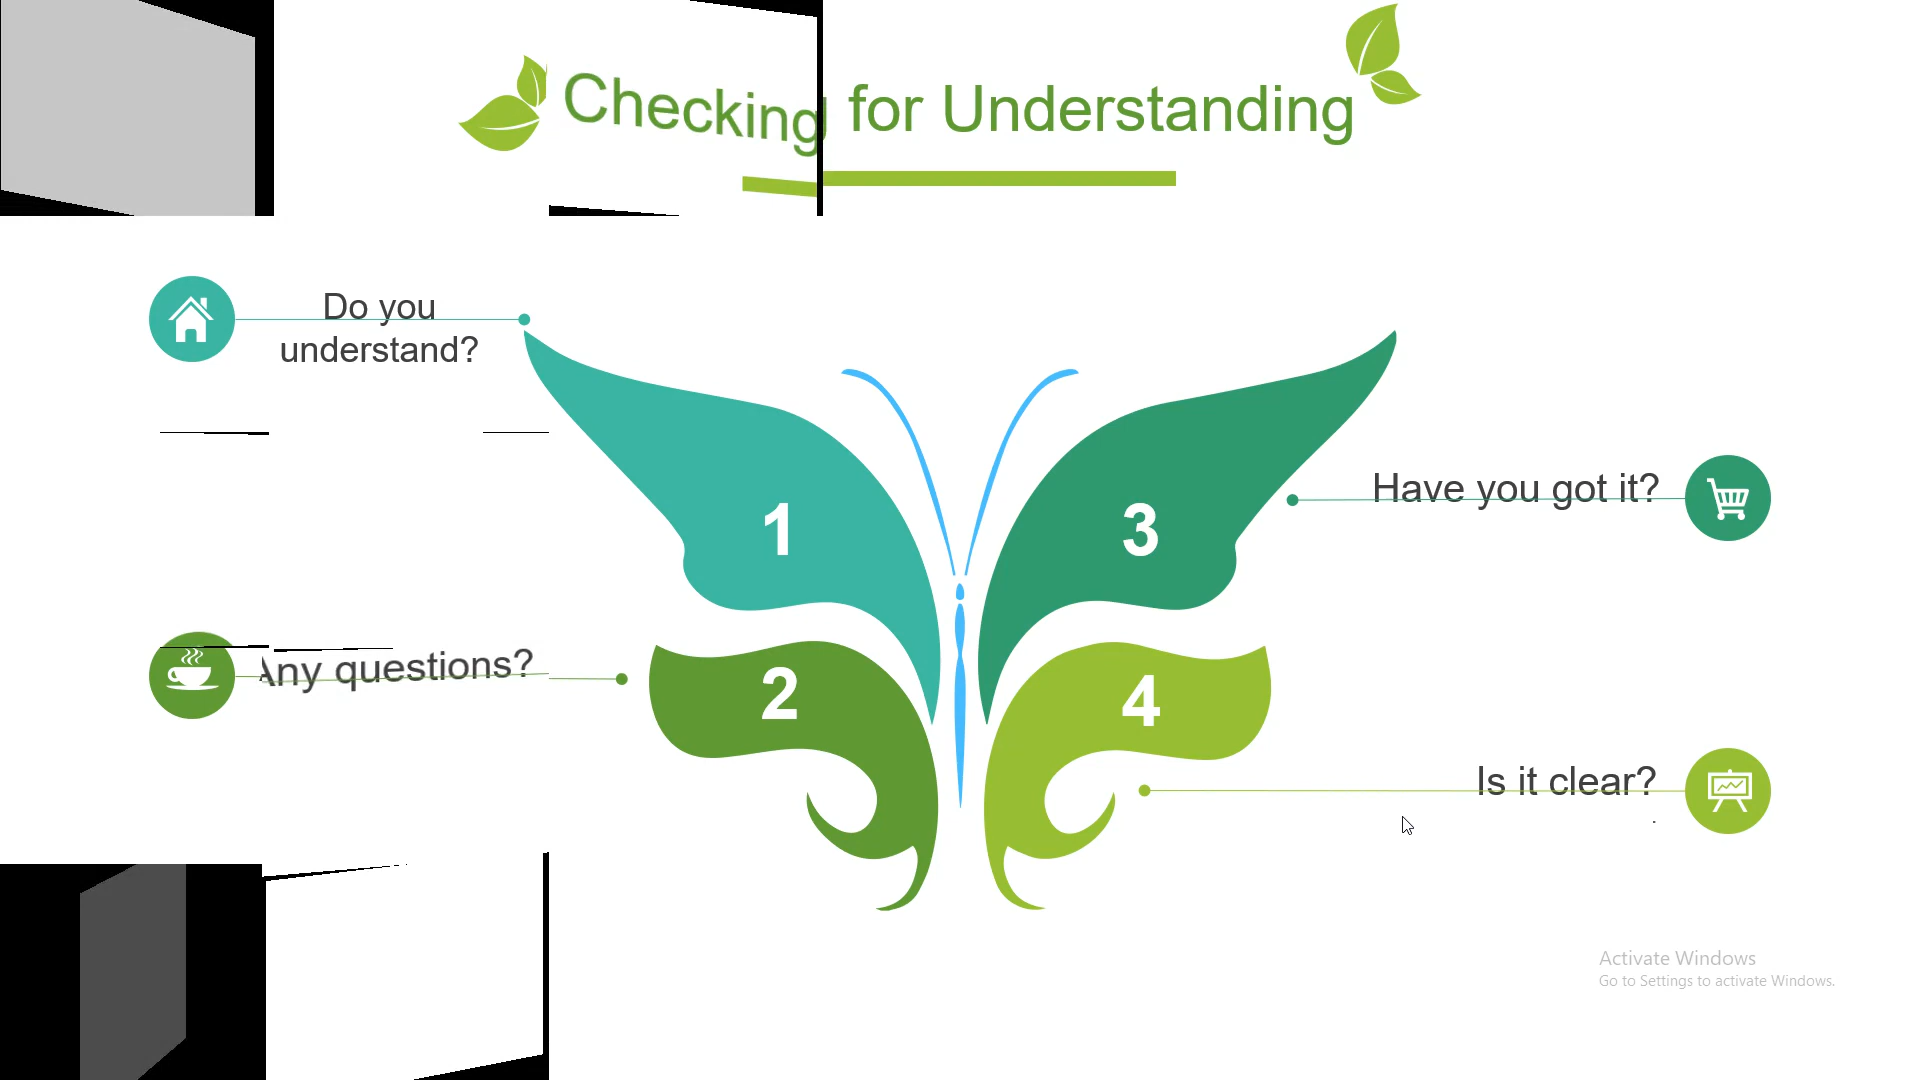 Checking for Understanding
Do you
understand?
1
3
Have you got it?
Any questions?
2
4
Is it clear?
.
Activate Windows
Go to Settings to activate Windows.